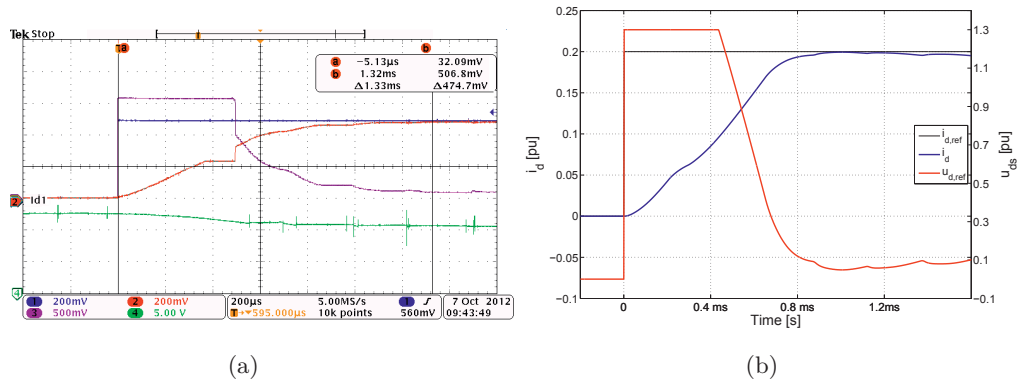 Tek Stop
a
b
a −5.13µs 32.09mV
b 1.32ms 506.8mV
Δ1.33ms Δ474.7mV
2
Id1
4
1 200mV 2 200mV
3 500mV 4 5.00 V
200µs 5.00MS/s
T→▾595.000µs 10k points
1 560mV
7 Oct 2012
09:43:49
(a)
0.25
0.2
0.15
0.1
0.05
0
−0.05
−0.1
i_d [pu]
1.3
1.1
0.9
0.7
0.5
0.3
0.1
−0.1
u_ds [pu]
i_d,ref
i_d
u_d,ref
0 0.4 ms 0.8 ms 1.2ms
Time [s]
(b)